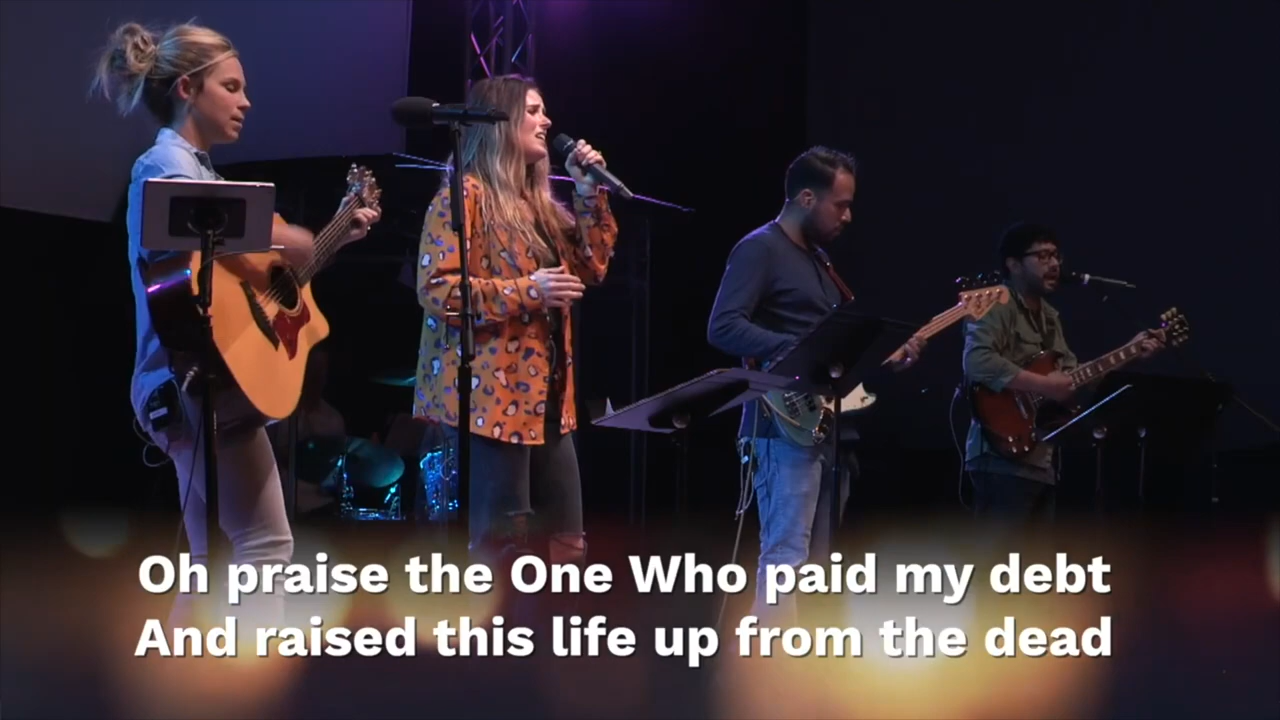 Oh praise the One Who paid my debt
And raised this life up from the dead